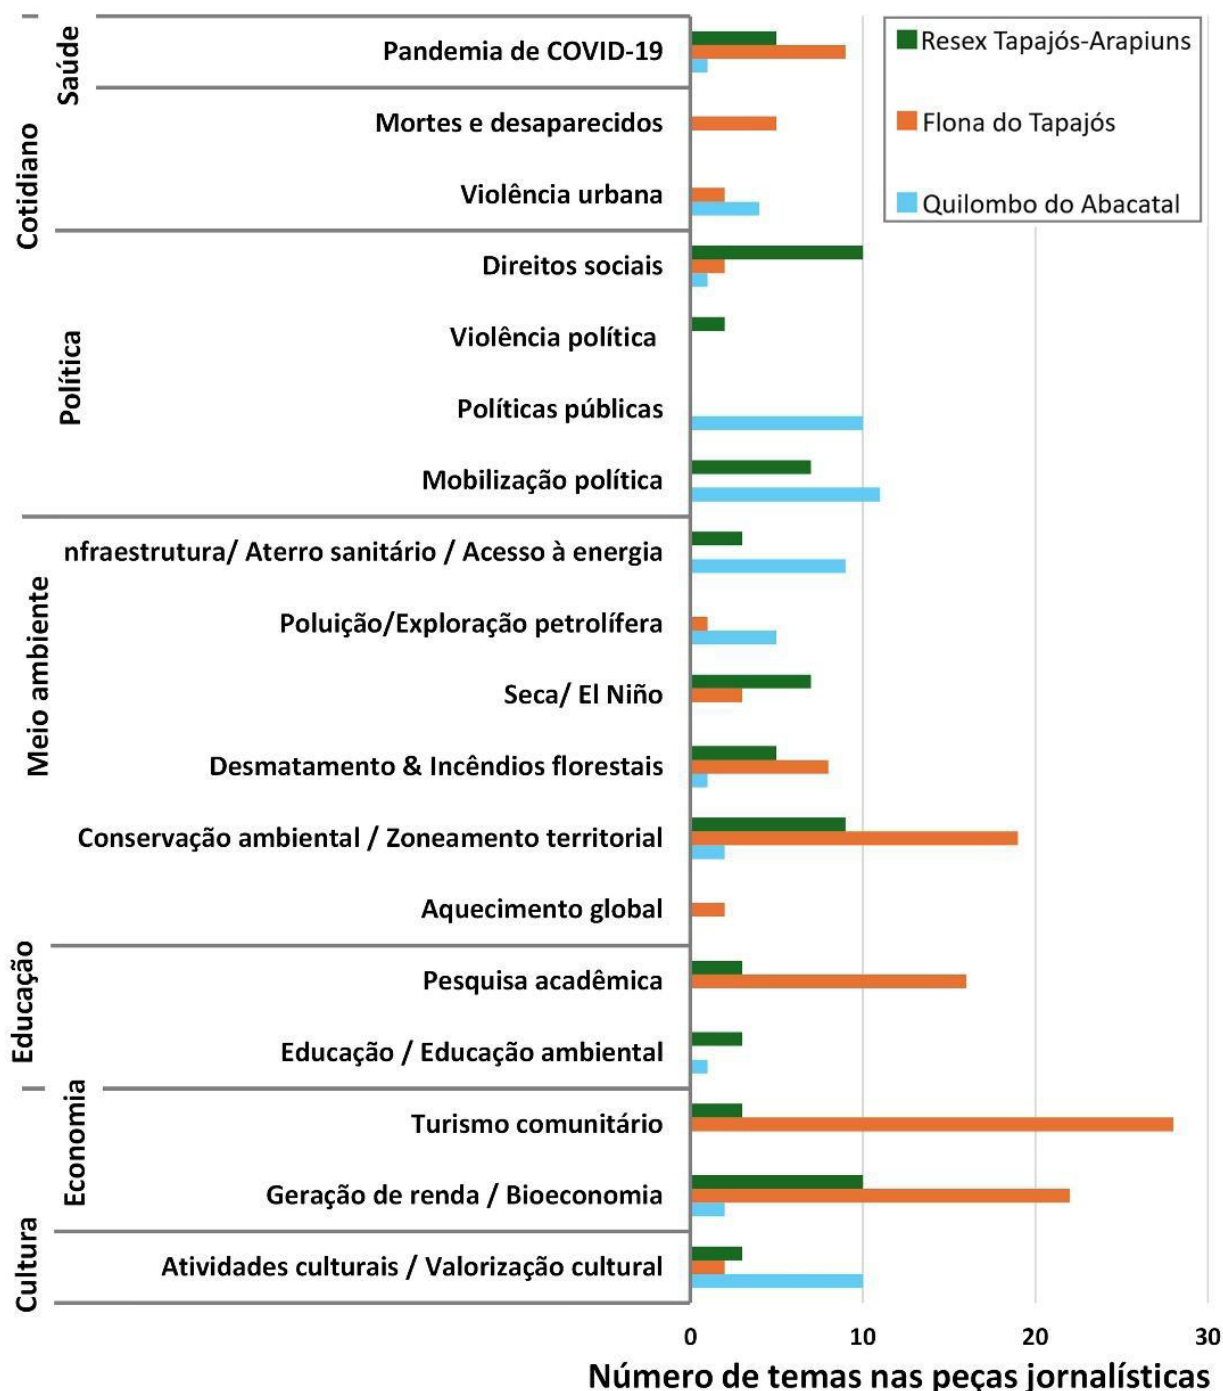 Saúde
Pandemia de COVID-19
Cotidiano
Mortes e desaparecidos
Violência urbana
Política
Direitos sociais
Violência política
Políticas públicas
Mobilização política
Meio ambiente
nfraestrutura/ Aterro sanitário / Acesso à energia
Poluição/Exploração petrolífera
Seca/ El Niño
Desmatamento & Incêndios florestais
Conservação ambiental / Zoneamento territorial
Aquecimento global
Educação
Pesquisa acadêmica
Educação / Educação ambiental
Economia
Turismo comunitário
Geração de renda / Bioeconomia
Cultura
Atividades culturais / Valorização cultural
Resex Tapajós-Arapiuns
Flona do Tapajós
Quilombo do Abacatal
0 10 20 30
Número de temas nas peças jornalísticas